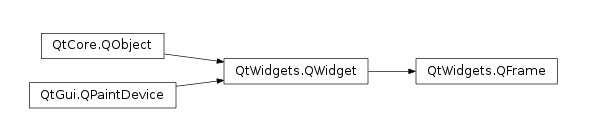 QtCore.QObject
QtGui.QPaintDevice
QtWidgets.QWidget
QtWidgets.QFrame